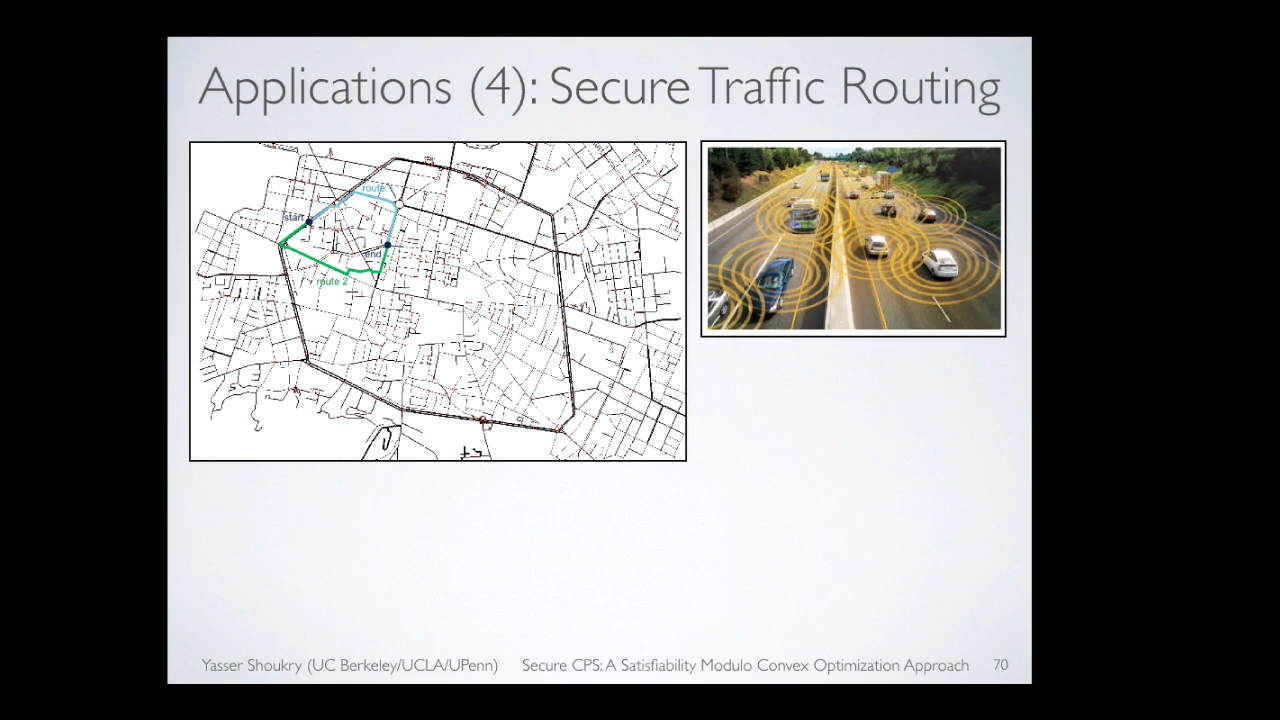 Applications (4): Secure Traffic Routing
route
start
end
route 2
Yasser Shoukry (UC Berkeley/UCLA/UPenn)
Secure CPS: A Satisfiability Modulo Convex Optimization Approach
70